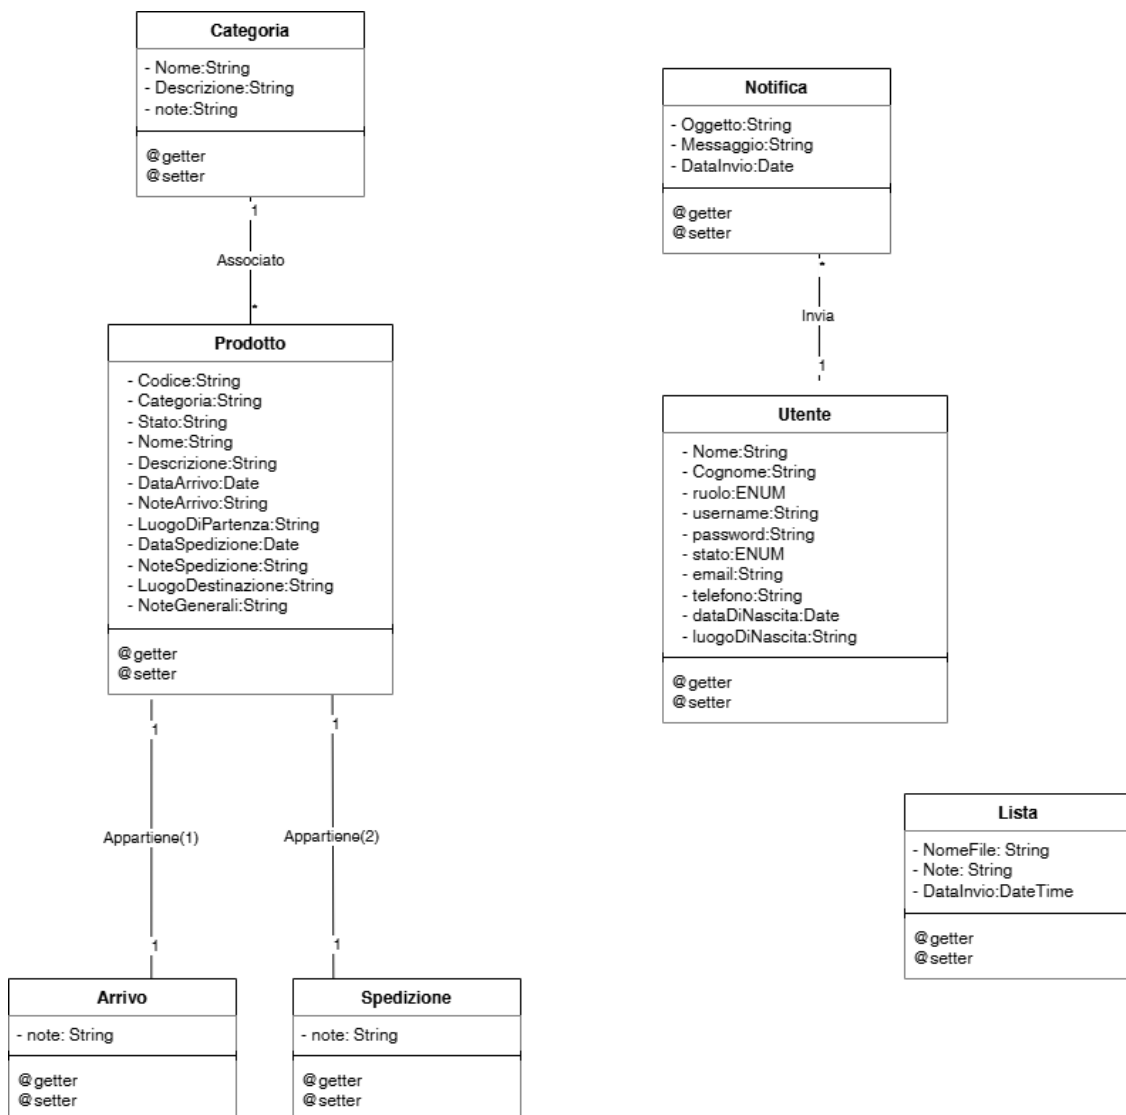 Categoria
- Nome:String
- Descrizione:String
- note:String
@getter
@setter
1
Associato
*
Prodotto
- Codice:String
- Categoria:String
- Stato:String
- Nome:String
- Descrizione:String
- DataArrivo:Date
- NoteArrivo:String
- LuogoDiPartenza:String
- DataSpedizione:Date
- NoteSpedizione:String
- LuogoDestinazione:String
- NoteGenerali:String
@getter
@setter
1
1
Appartiene(1)
Appartiene(2)
1
1
Arrivo
- note: String
@getter
@setter
Spedizione
- note: String
@getter
@setter
Notifica
- Oggetto:String
- Messaggio:String
- DataInvio:Date
@getter
@setter
*
Invia
1
Utente
- Nome:String
- Cognome:String
- ruolo:ENUM
- username:String
- password:String
- stato:ENUM
- email:String
- telefono:String
- dataDiNascita:Date
- luogoDiNascita:String
@getter
@setter
Lista
- NomeFile: String
- Note: String
- DataInvio:DateTime
@getter
@setter